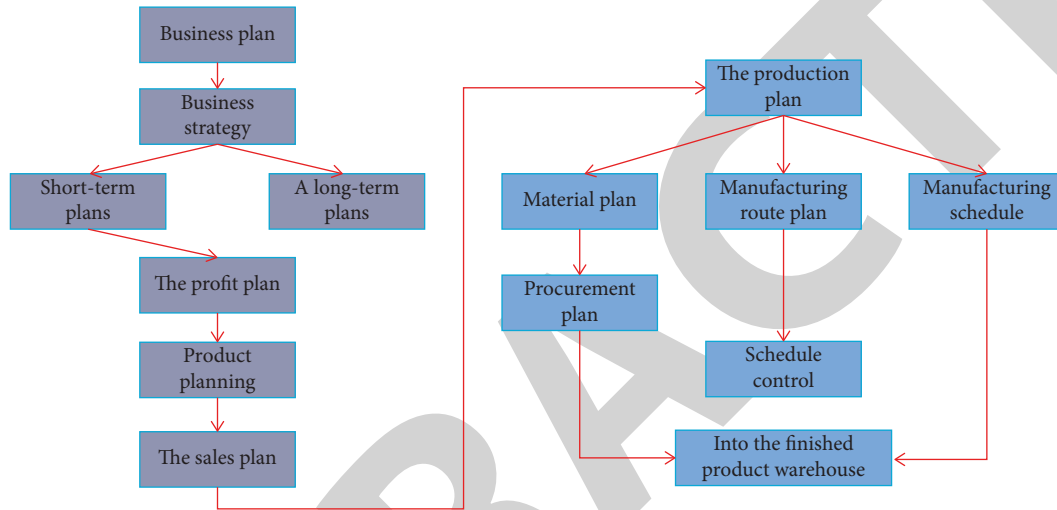 Business plan
Business
strategy
Short-term
plans
A long-term
plans
The profit plan
Product
planning
The sales plan
The production
plan
Material plan
Manufacturing
route plan
Manufacturing
schedule
Procurement
plan
Schedule
control
Into the finished
product warehouse